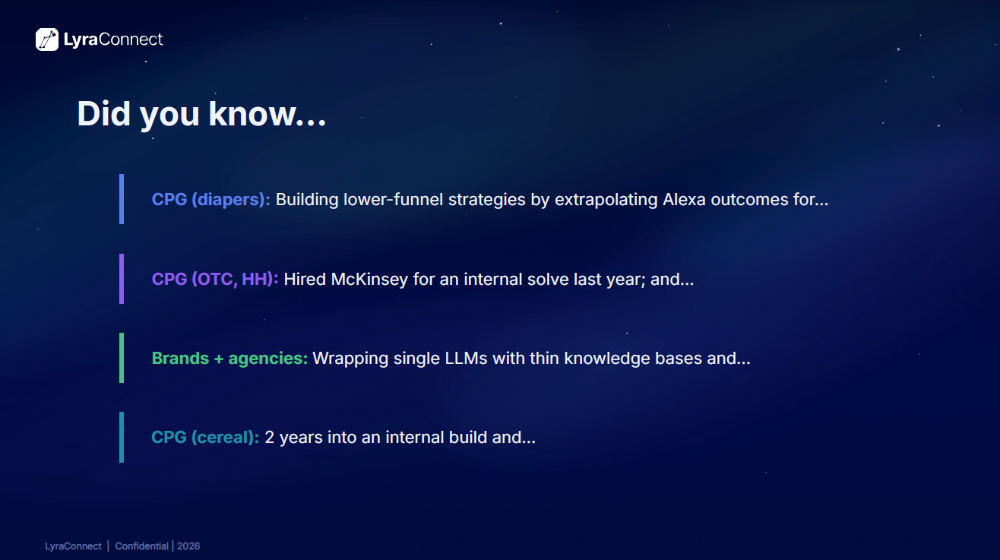 LyraConnect
Did you know...
CPG (diapers): Building lower-funnel strategies by extrapolating Alexa outcomes for...
CPG (OTC, HH): Hired McKinsey for an internal solve last year; and...
Brands + agencies: Wrapping single LLMs with thin knowledge bases and...
CPG (cereal): 2 years into an internal build and...
LyraConnect | Confidential | 2026